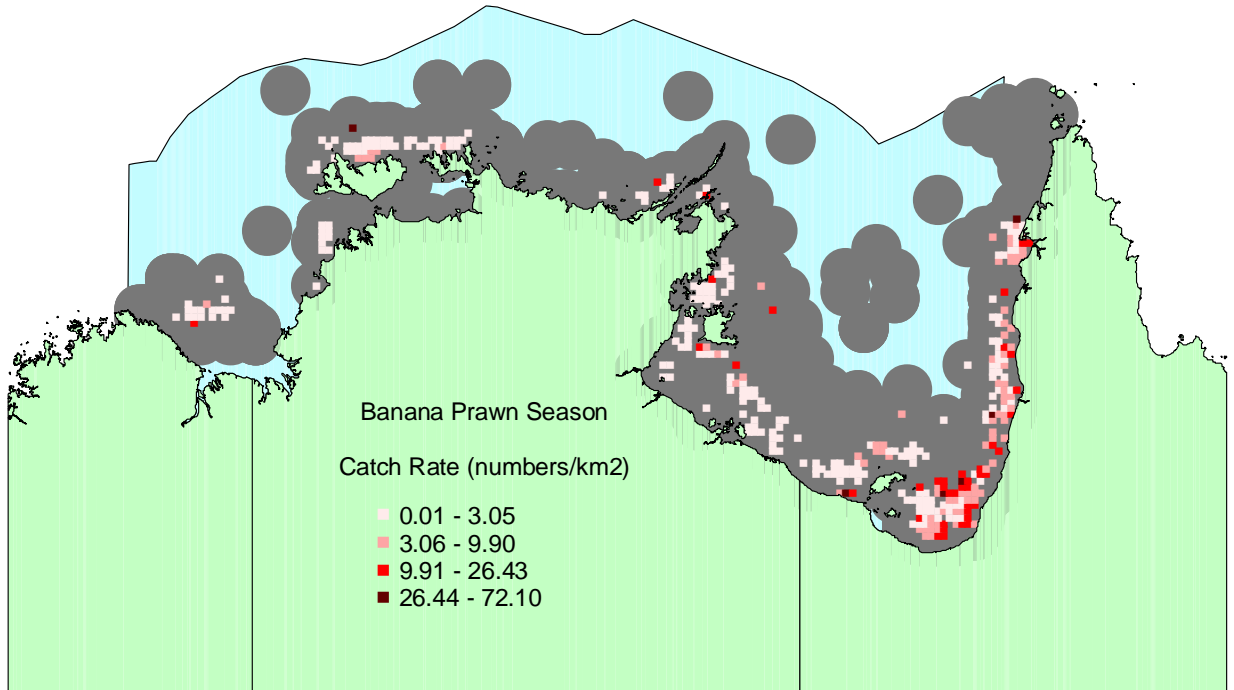 Banana Prawn Season
Catch Rate (numbers/km2)
0.01 - 3.05
3.06 - 9.90
9.91 - 26.43
26.44 - 72.10